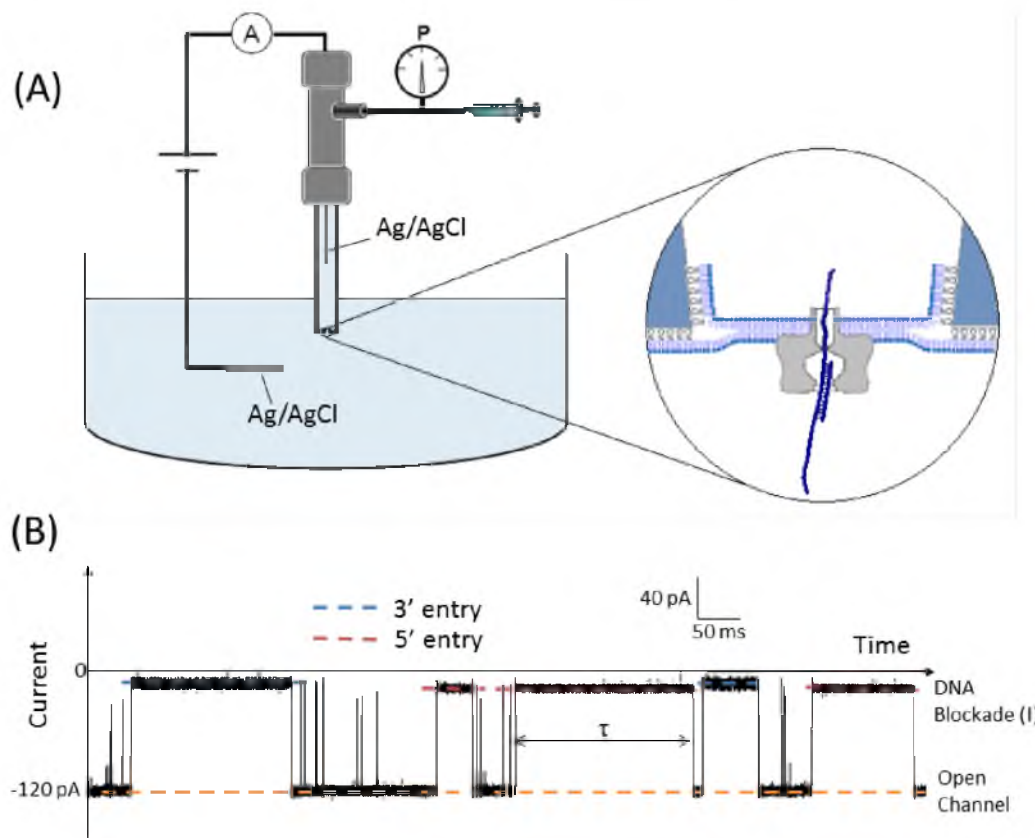 (A)
A
P
Ag/AgCl
Ag/AgCl
(B)
3' entry
5' entry
40 pA
50 ms
Time
Current
0
DNA
Blockade (I)
τ
-120 pA
Open
Channel